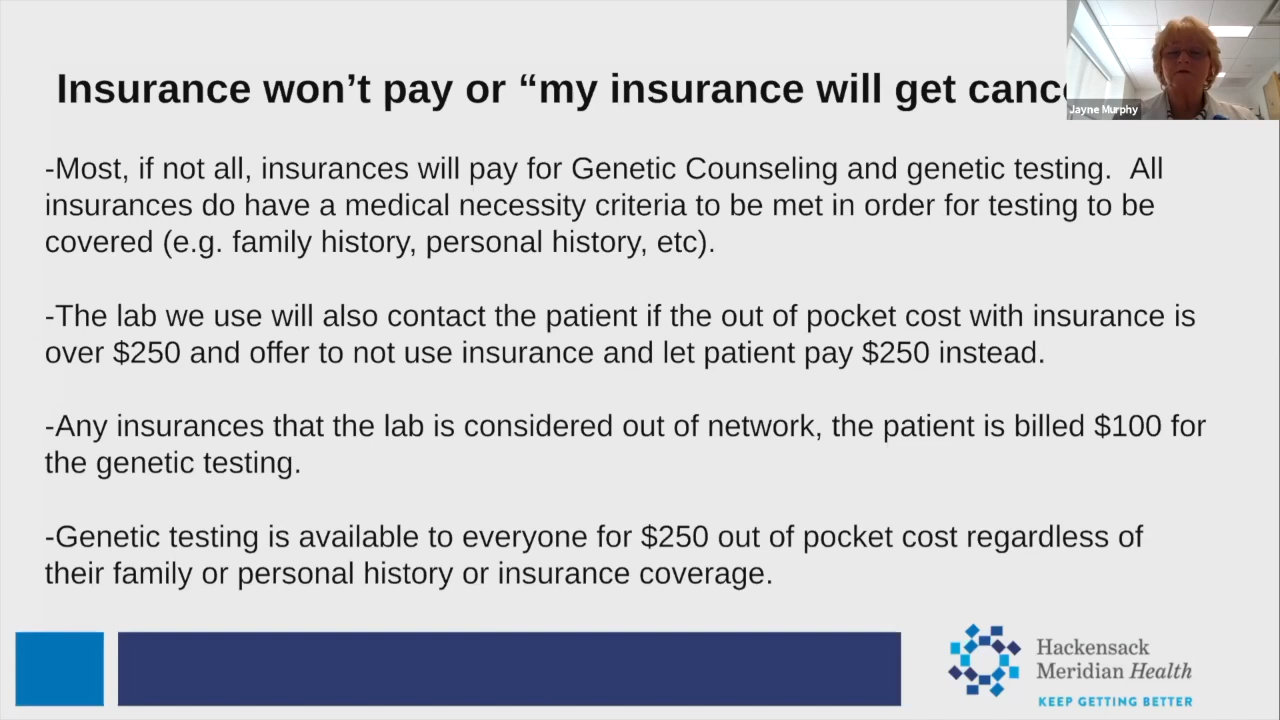 Insurance won’t pay or “my insurance will get
Jayne Murphy
-Most, if not all, insurances will pay for Genetic Counseling and genetic testing.  All
insurances do have a medical necessity criteria to be met in order for testing to be
covered (e.g. family history, personal history, etc).
-The lab we use will also contact the patient if the out of pocket cost with insurance is
over $250 and offer to not use insurance and let patient pay $250 instead.
-Any insurances that the lab is considered out of network, the patient is billed $100 for
the genetic testing.
-Genetic testing is available to everyone for $250 out of pocket cost regardless of
their family or personal history or insurance coverage.
Hackensack
Meridian Health
KEEP GETTING BETTER